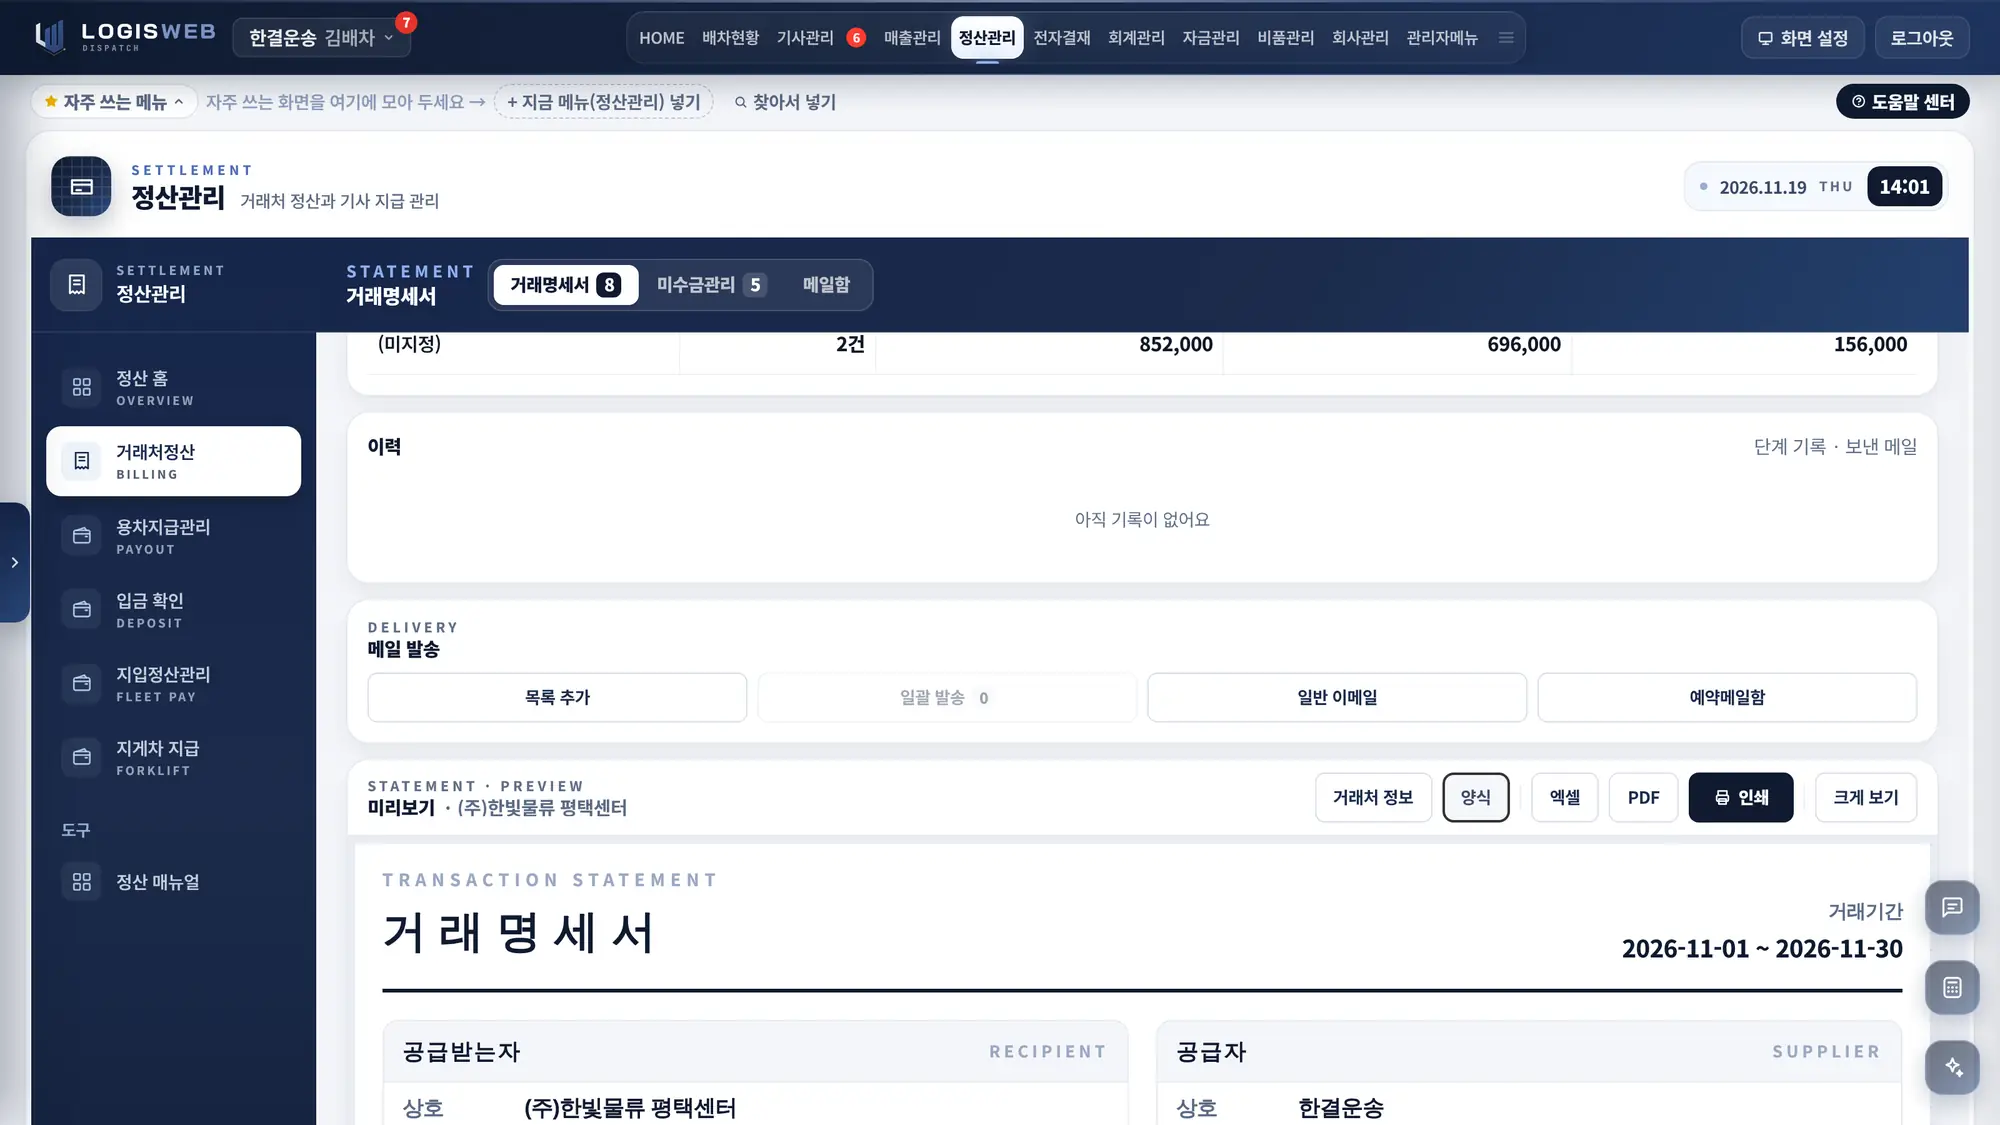 LOGISWEB
DISPATCH
한결운송 김배차
7
HOME 배차현황 기사관리 6 매출관리 정산관리 전자결재 회계관리 자금관리 비품관리 회사관리 관리자메뉴
화면 설정
로그아웃
자주 쓰는 메뉴
자주 쓰는 화면을 여기에 모아 두세요 →
+ 지금 메뉴(정산관리) 넣기
찾아서 넣기
도움말 센터
SETTLEMENT
정산관리 거래처 정산과 기사 지급 관리
2026.11.19 THU 14:01
SETTLEMENT
정산관리
STATEMENT
거래명세서
거래명세서 8
미수금관리 5
메일함
정산 홈
OVERVIEW
거래처정산
BILLING
용차지급관리
PAYOUT
입금 확인
DEPOSIT
지입정산관리
FLEET PAY
지게차 지급
FORKLIFT
도구
정산 매뉴얼
(미지정) 2건 852,000 696,000 156,000
이력
단계 기록 · 보낸 메일
아직 기록이 없어요
DELIVERY
메일 발송
목록 추가
일괄 발송 0
일반 이메일
예약메일함
STATEMENT · PREVIEW
미리보기 · (주)한빛물류 평택센터
거래처 정보
양식
엑셀
PDF
인쇄
크게 보기
TRANSACTION STATEMENT
거래명세서
거래기간
2026-11-01 ~ 2026-11-30
공급받는자 RECIPIENT
상호 (주)한빛물류 평택센터
공급자 SUPPLIER
상호 한결운송